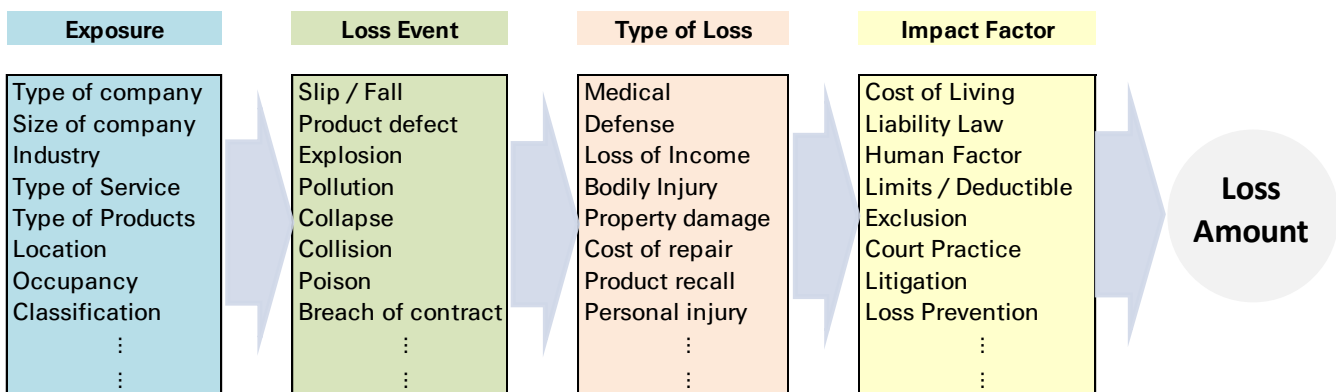 Exposure
Loss Event
Type of Loss
Impact Factor
Type of company
Size of company
Industry
Type of Service
Type of Products
Location
Occupancy
Classification
⋮
⋮
Slip / Fall
Product defect
Explosion
Pollution
Collapse
Collision
Poison
Breach of contract
⋮
⋮
Medical
Defense
Loss of Income
Bodily Injury
Property damage
Cost of repair
Product recall
Personal injury
⋮
⋮
Cost of Living
Liability Law
Human Factor
Limits / Deductible
Exclusion
Court Practice
Litigation
Loss Prevention
⋮
⋮
Loss
Amount